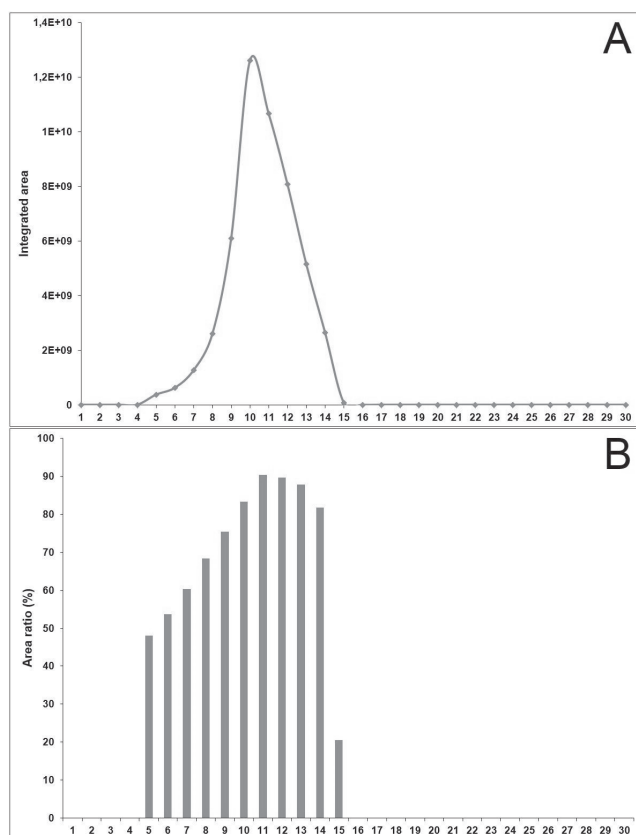 A
1,4E+10
1,2E+10
1E+10
8E+09
6E+09
4E+09
2E+09
0
Integrated area
1 2 3 4 5 6 7 8 9 10 11 12 13 14 15 16 17 18 19 20 21 22 23 24 25 26 27 28 29 30
B
100
90
80
70
60
50
40
30
20
10
0
Area ratio (%)
1 2 3 4 5 6 7 8 9 10 11 12 13 14 15 16 17 18 19 20 21 22 23 24 25 26 27 28 29 30